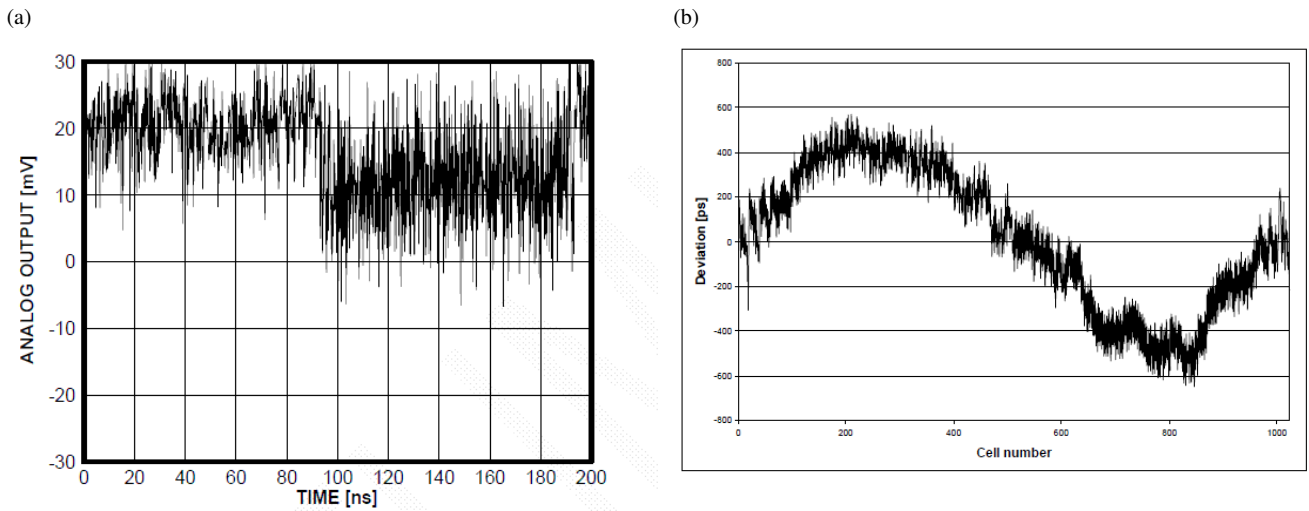 (a)
(b)
ANALOG OUTPUT [mV]
30
20
10
0
-10
-20
-30
0 20 40 60 80 100 120 140 160 180 200
TIME [ns]
Deviation [ps]
800
600
400
200
0
-200
-400
-600
-800
0 200 400 600 800 1000
Cell number